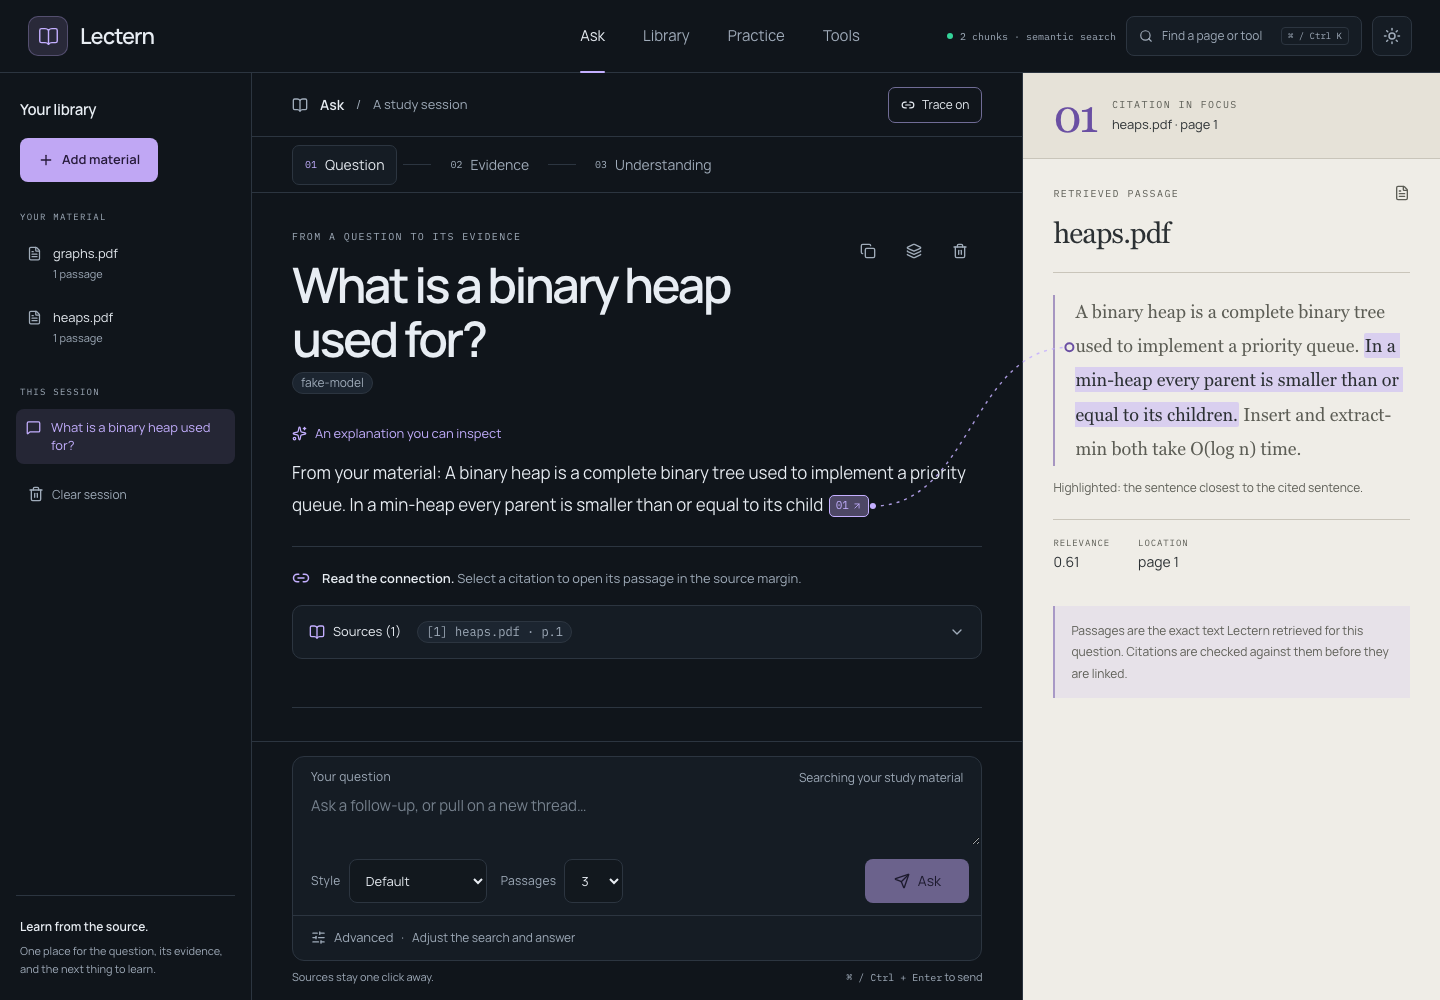 Lectern
Ask
Library
Practice
Tools
2 chunks · semantic search
Find a page or tool
⌘ / Ctrl K
Your library
Add material
YOUR MATERIAL
graphs.pdf
1 passage
heaps.pdf
1 passage
THIS SESSION
What is a binary heap used
for?
Clear session
Learn from the source.
One place for the question, its evidence,
and the next thing to learn.
Ask / A study session
Trace on
01 Question
02 Evidence
03 Understanding
FROM A QUESTION TO ITS EVIDENCE
What is a binary heap
used for?
fake-model
An explanation you can inspect
From your material: A binary heap is a complete binary tree used to implement a priority
queue. In a min-heap every parent is smaller than or equal to its child 01
Read the connection. Select a citation to open its passage in the source margin.
Sources (1)
[1] heaps.pdf · p.1
Your question
Searching your study material
Ask a follow-up, or pull on a new thread…
Style
Default
Passages
3
Ask
Advanced · Adjust the search and answer
Sources stay one click away.
⌘ / Ctrl + Enter to send
01
CITATION IN FOCUS
heaps.pdf · page 1
RETRIEVED PASSAGE
heaps.pdf
A binary heap is a complete binary tree
used to implement a priority queue. In a
min-heap every parent is smaller than or
equal to its children. Insert and extract-
min both take O(log n) time.
Highlighted: the sentence closest to the cited sentence.
RELEVANCE
0.61
LOCATION
page 1
Passages are the exact text Lectern retrieved for this
question. Citations are checked against them before they
are linked.